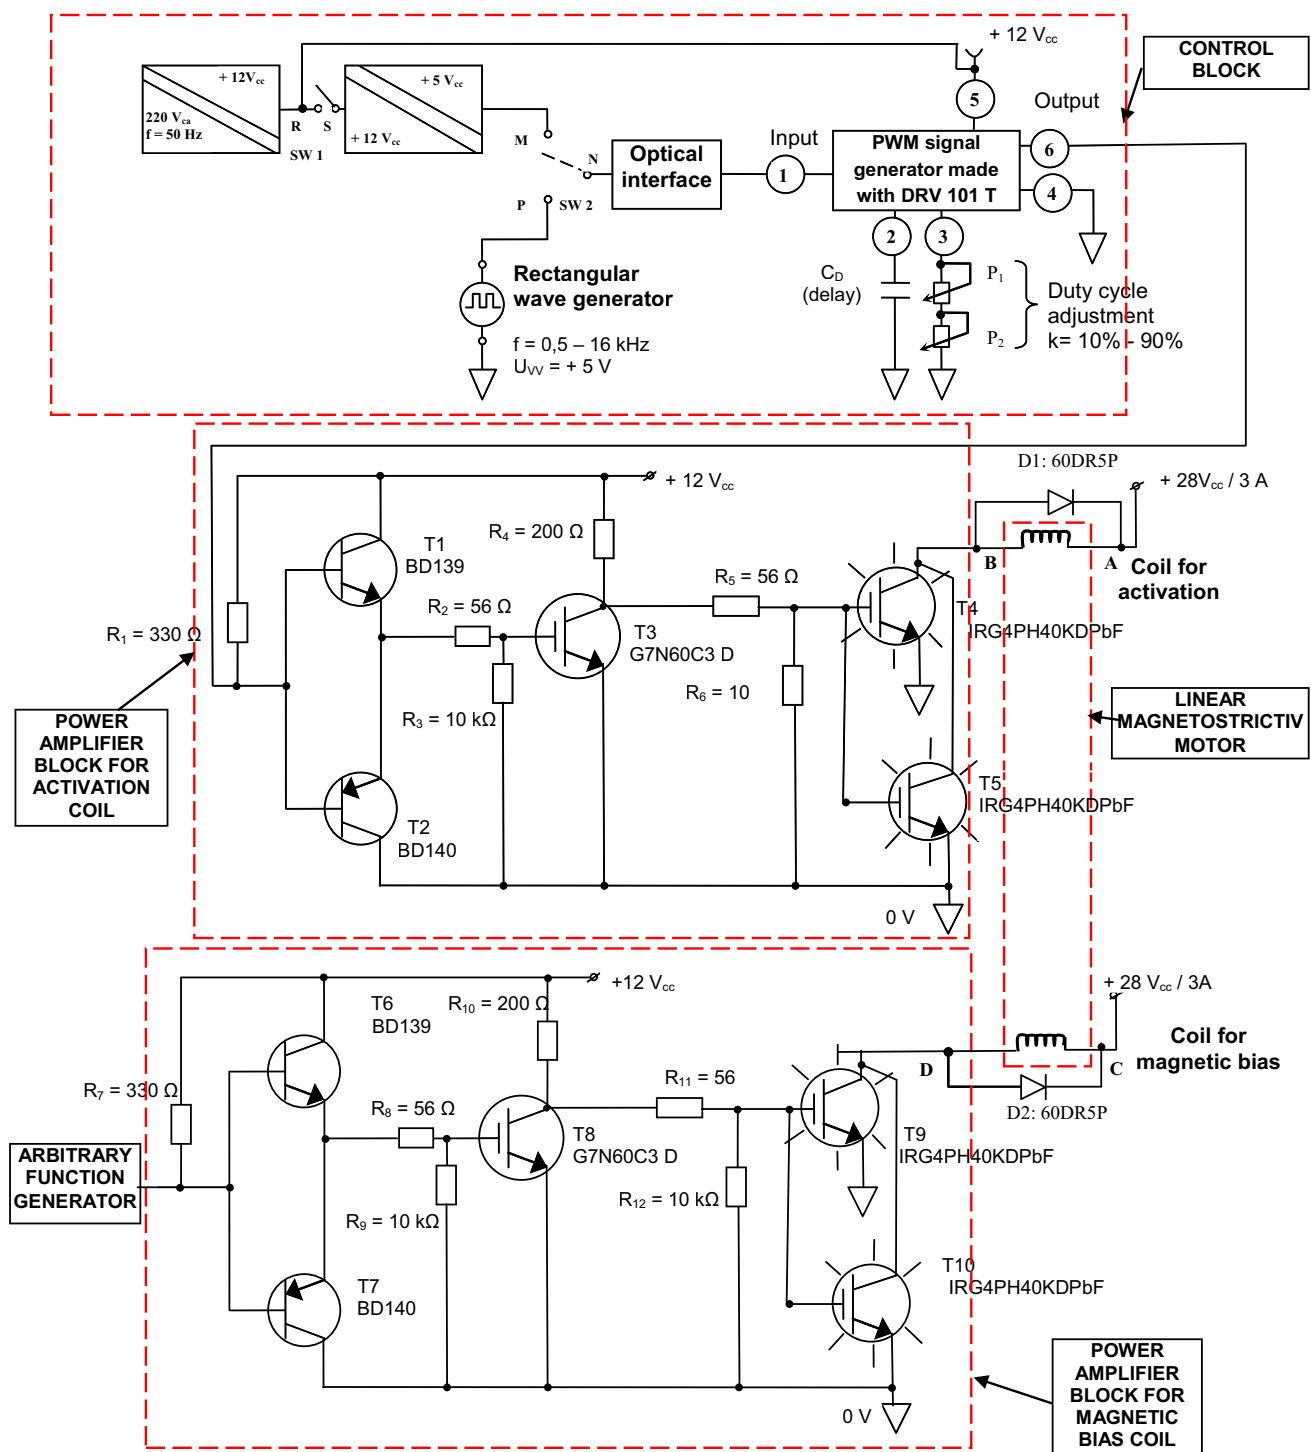 + 12 Vcc
CONTROL
BLOCK
+ 12Vcc
220 Vca
f = 50 Hz
R
S
SW 1
+ 5 Vcc
+ 12 Vcc
M
N
P
SW 2
Optical
interface
Input
1
5
Output
PWM signal
generator made
with DRV 101 T
6
4
2
3
Rectangular
wave generator
f = 0,5 – 16 kHz
UVV = + 5 V
CD
(delay)
P1
P2
Duty cycle
adjustment
k= 10% - 90%
D1: 60DR5P
+ 28Vcc / 3 A
+ 12 Vcc
R4 = 200 Ω
T1
BD139
R5 = 56 Ω
B
A
Coil for
activation
R2 = 56 Ω
T3
G7N60C3 D
T4
IRG4PH40KDPbF
R1 = 330 Ω
R3 = 10 kΩ
R6 = 10
POWER
AMPLIFIER
BLOCK FOR
ACTIVATION
COIL
LINEAR
MAGNETOSTRICTIV
MOTOR
T5
IRG4PH40KDPbF
T2
BD140
0 V
+12 Vcc
+ 28 Vcc / 3A
T6
BD139
R10 = 200 Ω
Coil for
magnetic bias
D
C
R7 = 330 Ω
R11 = 56
D2: 60DR5P
R8 = 56 Ω
T8
G7N60C3 D
T9
IRG4PH40KDPbF
ARBITRARY
FUNCTION
GENERATOR
R9 = 10 kΩ
R12 = 10 kΩ
T7
BD140
T10
IRG4PH40KDPbF
0 V
POWER
AMPLIFIER
BLOCK FOR
MAGNETIC
BIAS COIL